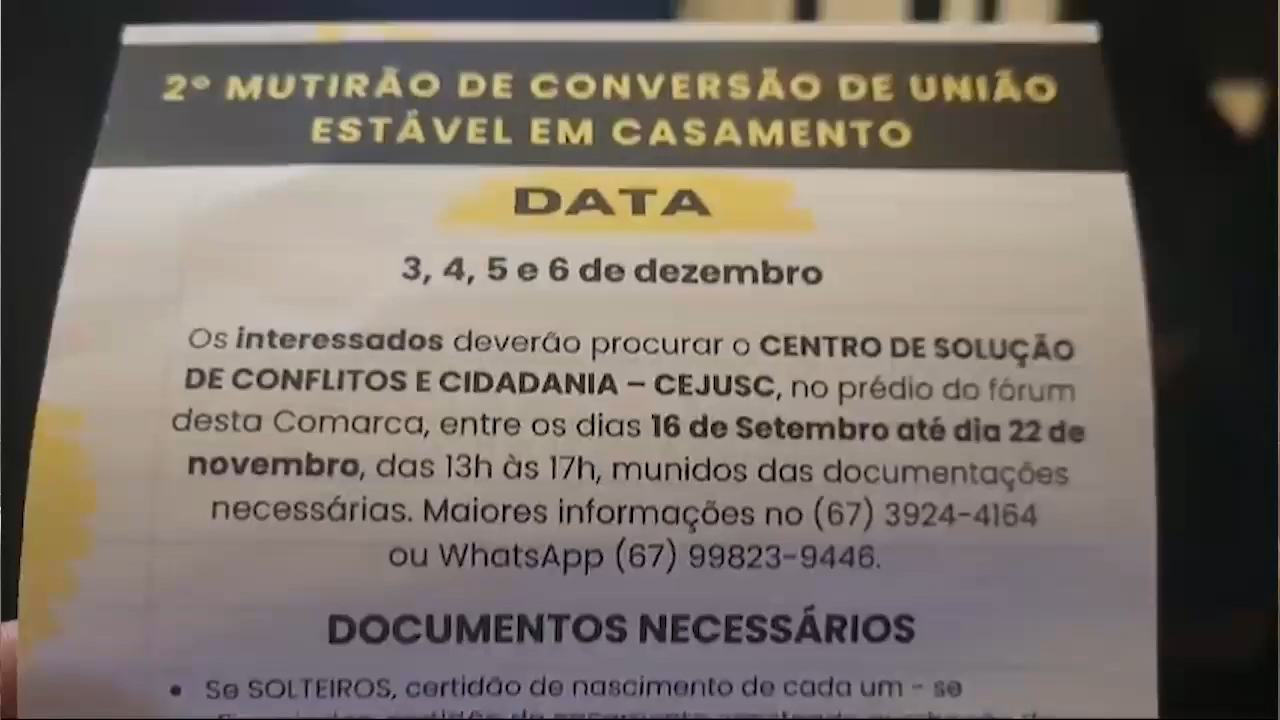 2º MUTIRÃO DE CONVERSÃO DE UNIÃO
ESTÁVEL EM CASAMENTO
DATA
3, 4, 5 e 6 de dezembro
Os interessados deverão procurar o CENTRO DE SOLUÇÃO
DE CONFLITOS E CIDADANIA – CEJUSC, no prédio do fórum
desta Comarca, entre os dias 16 de Setembro até dia 22 de
novembro, das 13h às 17h, munidos das documentações
necessárias. Maiores informações no (67) 3924-4164
ou WhatsApp (67) 99823-9446.
DOCUMENTOS NECESSÁRIOS
• Se SOLTEIROS, certidão de nascimento de cada um - se